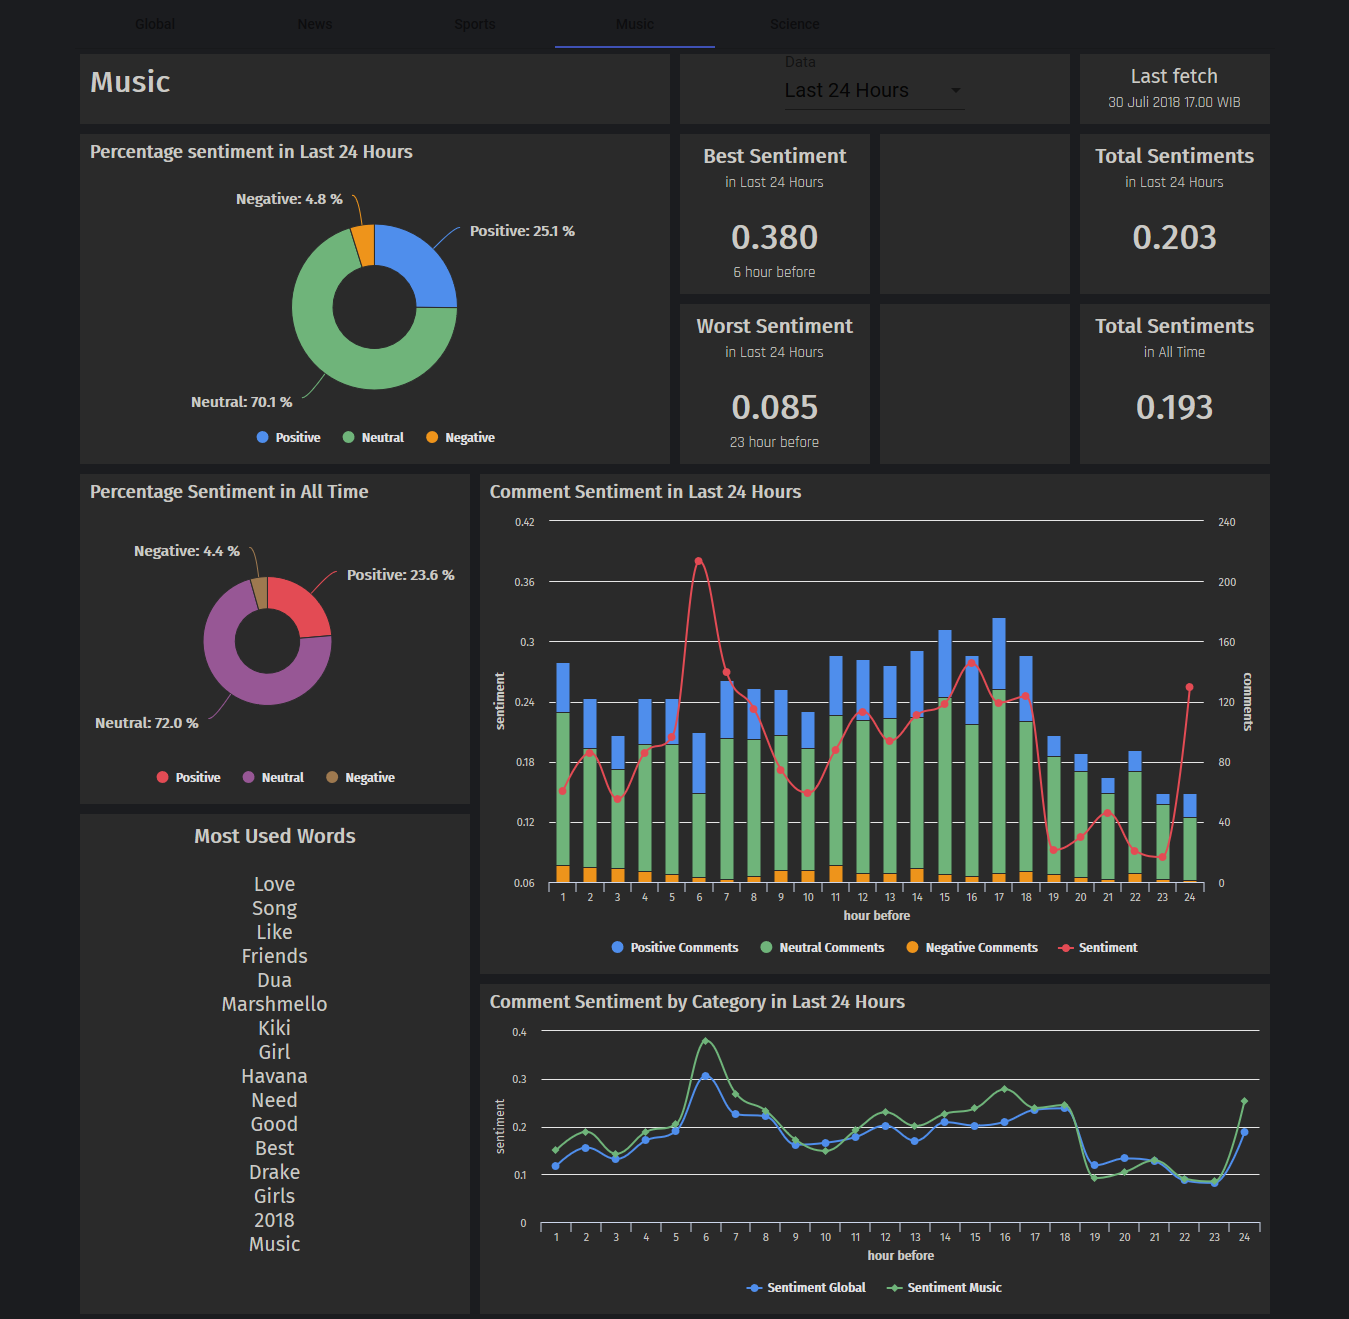 Global News Sports Music Science
Music
Data
Last 24 Hours
Last fetch
30 Juli 2018 17.00 WIB
Percentage sentiment in Last 24 Hours
Negative: 4.8 %
Positive: 25.1 %
Neutral: 70.1 %
Positive Neutral Negative
Best Sentiment
in Last 24 Hours
0.380
6 hour before
Total Sentiments
in Last 24 Hours
0.203
Worst Sentiment
in Last 24 Hours
0.085
23 hour before
Total Sentiments
in All Time
0.193
Percentage Sentiment in All Time
Negative: 4.4 %
Positive: 23.6 %
Neutral: 72.0 %
Positive Neutral Negative
Most Used Words
Love
Song
Like
Friends
Dua
Marshmello
Kiki
Girl
Havana
Need
Good
Best
Drake
Girls
2018
Music
Comment Sentiment in Last 24 Hours
0.42 240
0.36 200
0.3 160
0.24 120
0.18 80
0.12 40
0.06 0
sentiment
comments
1 2 3 4 5 6 7 8 9 10 11 12 13 14 15 16 17 18 19 20 21 22 23 24
hour before
Positive Comments Neutral Comments Negative Comments Sentiment
Comment Sentiment by Category in Last 24 Hours
0.4
0.3
0.2
0.1
0
sentiment
1 2 3 4 5 6 7 8 9 10 11 12 13 14 15 16 17 18 19 20 21 22 23 24
hour before
Sentiment Global Sentiment Music